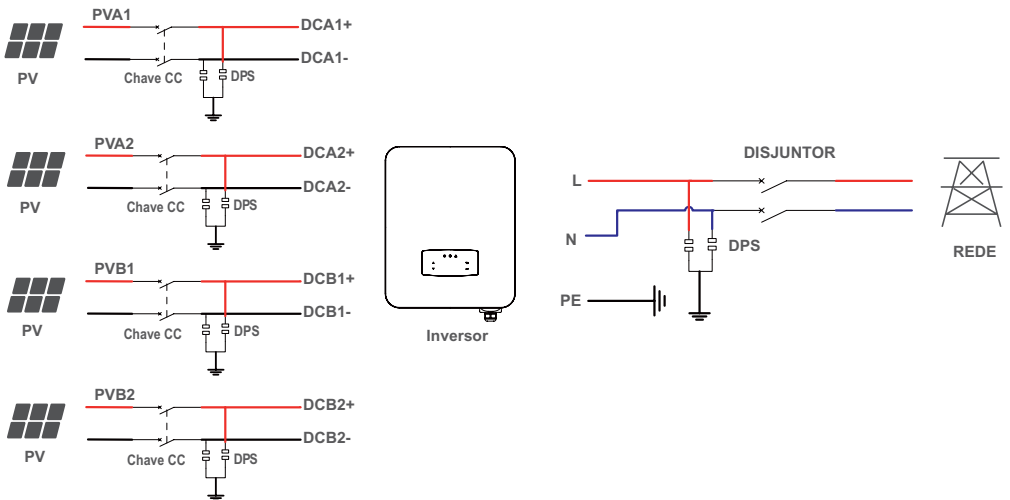 PVA1
DCA1+
DCA1-
PV
Chave CC
DPS
PVA2
DCA2+
DCA2-
PV
Chave CC
DPS
PVB1
DCB1+
DCB1-
PV
Chave CC
DPS
PVB2
DCB2+
DCB2-
PV
Chave CC
DPS
Inversor
DISJUNTOR
L
N
DPS
REDE
PE